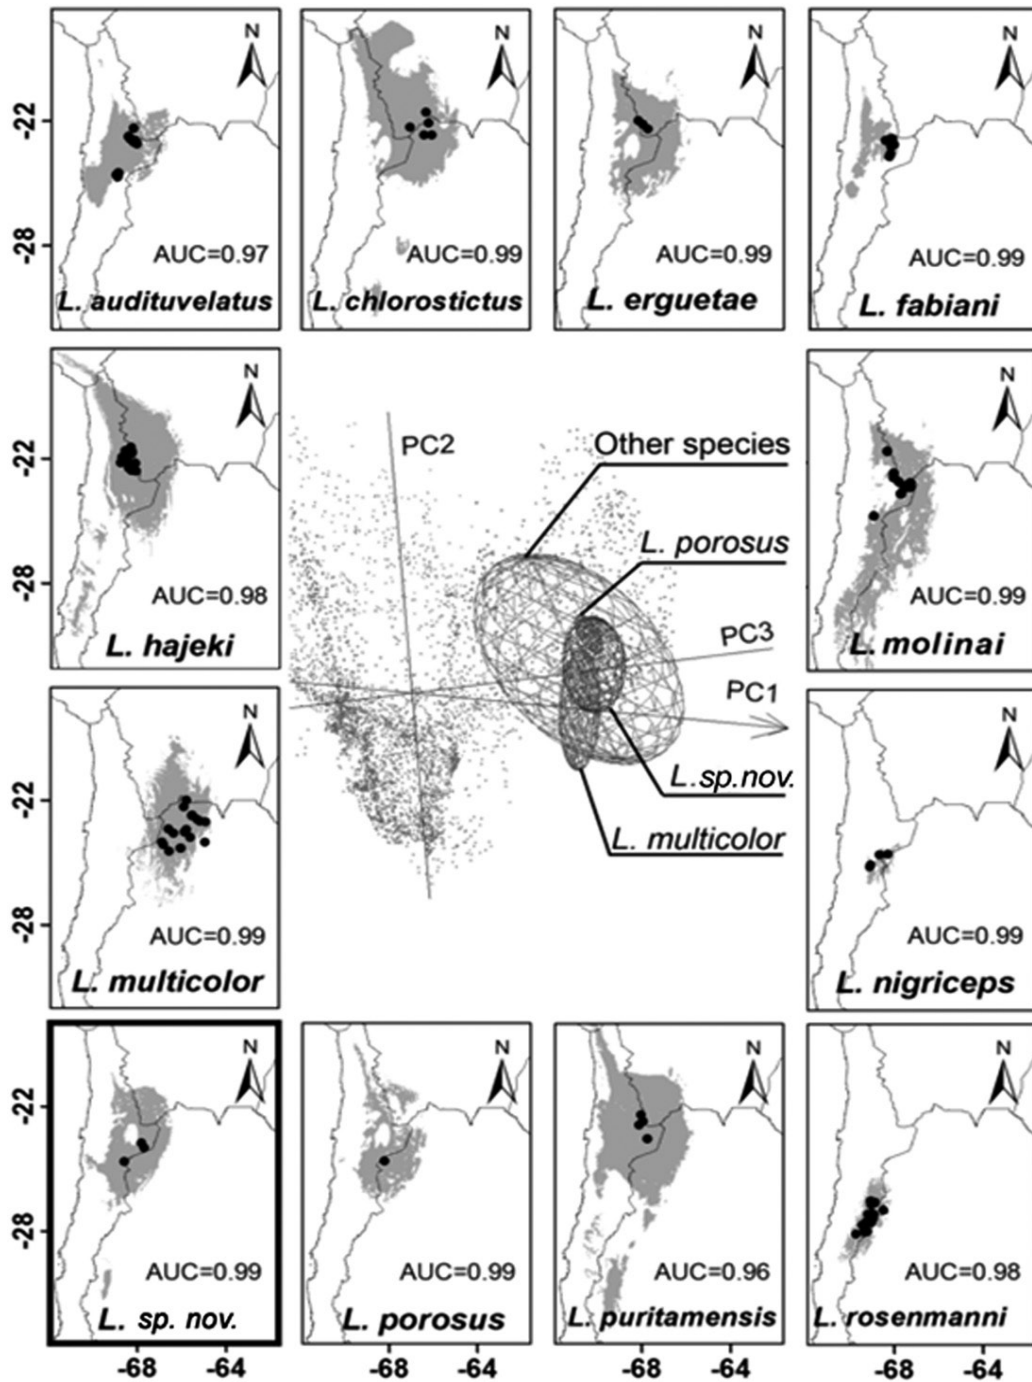 N
N
N
N
-22
-28
AUC=0.97
AUC=0.99
AUC=0.99
AUC=0.99
L. audituvelatus
L. chlorostictus
L. erguetae
L. fabiani
N
N
-22
-28
AUC=0.98
AUC=0.99
L. hajeki
L. molinai
PC2
Other species
L. porosus
PC3
PC1
L. sp.nov.
L. multicolor
N
N
-22
-28
AUC=0.99
AUC=0.99
L. multicolor
L. nigriceps
N
N
N
N
-22
-28
AUC=0.99
AUC=0.99
AUC=0.96
AUC=0.98
L. sp. nov.
L. porosus
L. puritamensis
L. rosenmanni
-68 -64
-68 -64
-68 -64
-68 -64